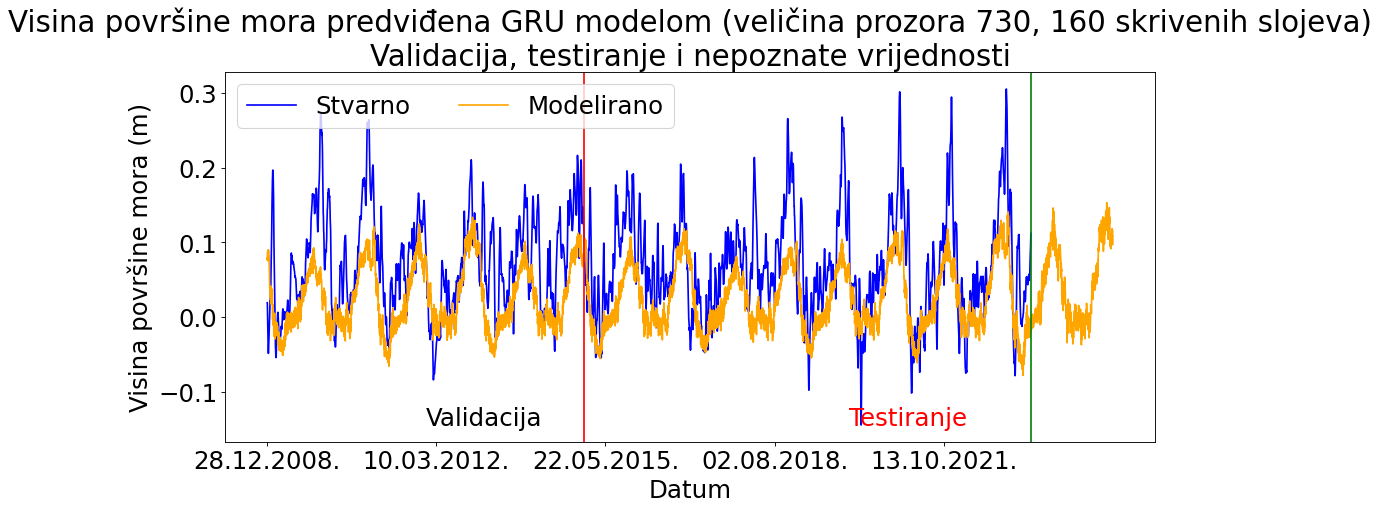 Visina površine mora predviđena GRU modelom (veličina prozora 730, 160 skrivenih slojeva)
Validacija, testiranje i nepoznate vrijednosti
Stvarno
Modelirano
Visina površine mora (m)
0.3
0.2
0.1
0.0
−0.1
Validacija
Testiranje
28.12.2008.
10.03.2012.
22.05.2015.
02.08.2018.
13.10.2021.
Datum